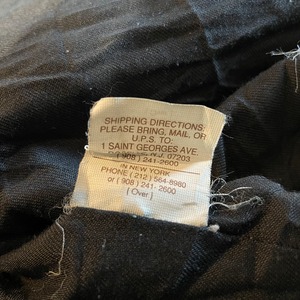 SHIPPING DIRECTIONS:
PLEASE BRING, MAIL, OR
U.P.S. TO:
1 SAINT GEORGES AVE.
N.J. 07203
(908) 241-2600
IN NEW YORK
PHONE (212) 564-8980
or (908) 241-2600
(Over)